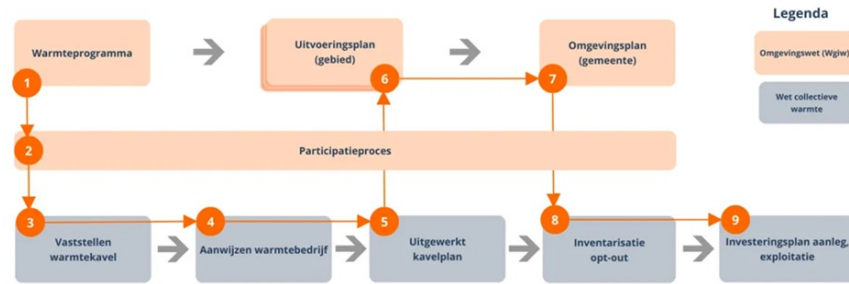 Legenda
Warmteprogramma
Uitvoeringsplan
(gebied)
Omgevingsplan
(gemeente)
Omgevingswet (Wgiw)
Wet collectieve
warmte
1
6
7
2
Participatieproces
3
4
5
8
9
Vaststellen
warmtekavel
Aanwijzen warmtebedrijf
Uitgewerkt
kavelplan
Inventarisatie
opt-out
Investeringsplan aanleg,
exploitatie